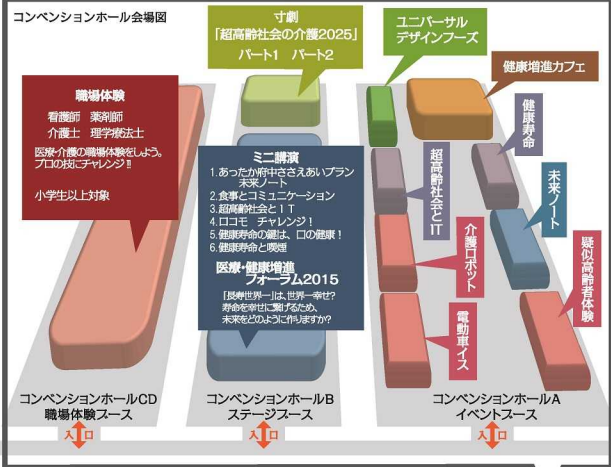 コンベンションホール会場図
寸劇
「超高齢社会の介護2025」
パート1 パート2
ユニバーサル
デザインフーズ
健康増進カフェ
職場体験
看護師 薬剤師
介護士 理学療法士
医療・介護の職場体験をしよう。
プロの技にチャレンジ!!
小学生以上対象
ミニ講演
1.あったか府中ささえあいプラン
未来ノート
2.食事とコミュニケーション
3.超高齢社会とIT
4.ロコモ チャレンジ!
5.健康寿命の鍵は、口の健康!
6.健康寿命と喫煙
医療・健康増進
フォーラム2015
「長寿世界一」は、世界一幸せ?
寿命を幸せに繋げるため、
未来をどのように作りますか?
超高齢社会とIT
健康寿命
未来ノート
介護ロボット
疑似高齢者体験
電動車イス
コンベンションホールCD
職場体験ブース
コンベンションホールB
ステージブース
コンベンションホールA
イベントブース
入口
入口
入口